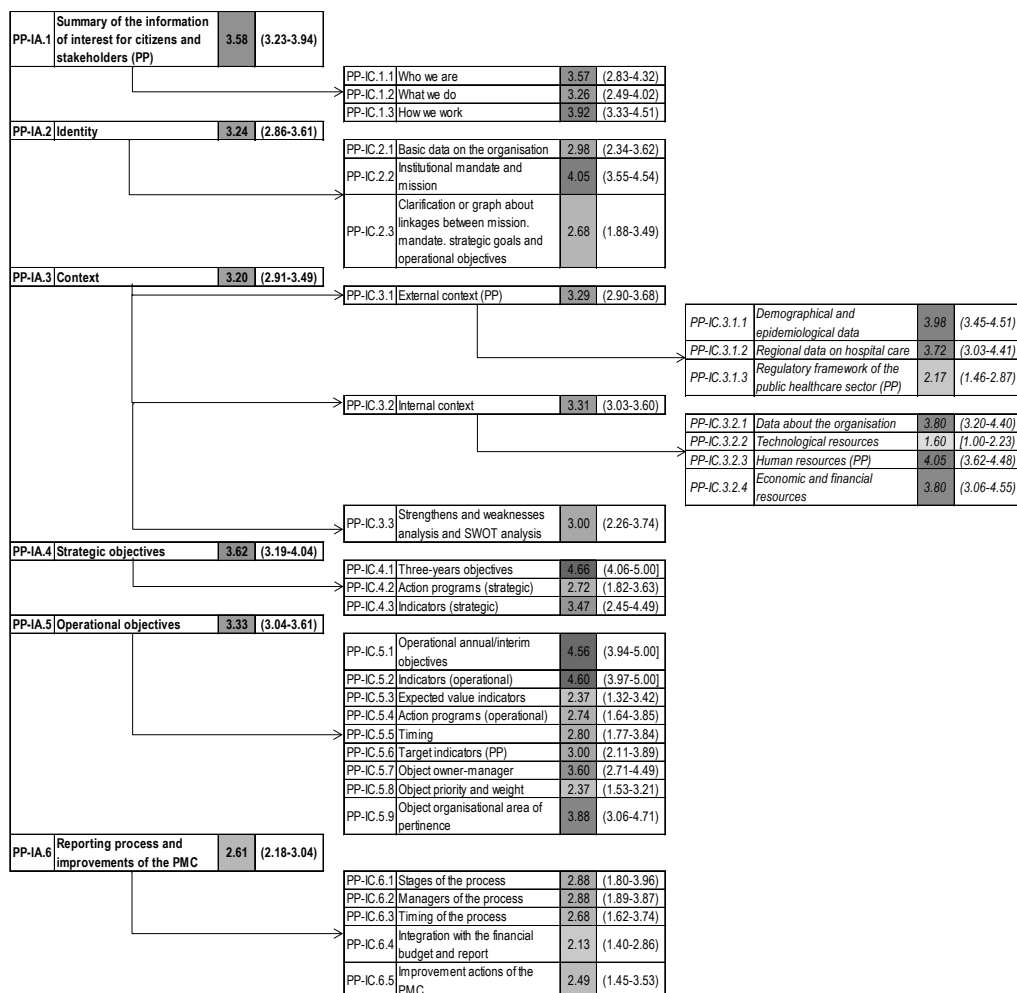 PP-IA.1 Summary of the information of interest for citizens and stakeholders (PP) 3.58 (3.23-3.94)
PP-IC.1.1 Who we are 3.57 (2.83-4.32)
PP-IC.1.2 What we do 3.26 (2.49-4.02)
PP-IC.1.3 How we work 3.92 (3.33-4.51)
PP-IA.2 Identity 3.24 (2.86-3.61)
PP-IC.2.1 Basic data on the organisation 2.98 (2.34-3.62)
PP-IC.2.2 Institutional mandate and mission 4.05 (3.55-4.54)
PP-IC.2.3 Clarification or graph about linkages between mission. mandate. strategic goals and operational objectives 2.68 (1.88-3.49)
PP-IA.3 Context 3.20 (2.91-3.49)
PP-IC.3.1 External context (PP) 3.29 (2.90-3.68)
PP-IC.3.1.1 Demographical and epidemiological data 3.98 (3.45-4.51)
PP-IC.3.1.2 Regional data on hospital care 3.72 (3.03-4.41)
PP-IC.3.1.3 Regulatory framework of the public healthcare sector (PP) 2.17 (1.46-2.87)
PP-IC.3.2 Internal context 3.31 (3.03-3.60)
PP-IC.3.2.1 Data about the organisation 3.80 (3.20-4.40)
PP-IC.3.2.2 Technological resources 1.60 [1.00-2.23)
PP-IC.3.2.3 Human resources (PP) 4.05 (3.62-4.48)
PP-IC.3.2.4 Economic and financial resources 3.80 (3.06-4.55)
PP-IC.3.3 Strengthens and weaknesses analysis and SWOT analysis 3.00 (2.26-3.74)
PP-IA.4 Strategic objectives 3.62 (3.19-4.04)
PP-IC.4.1 Three-years objectives 4.66 (4.06-5.00]
PP-IC.4.2 Action programs (strategic) 2.72 (1.82-3.63)
PP-IC.4.3 Indicators (strategic) 3.47 (2.45-4.49)
PP-IA.5 Operational objectives 3.33 (3.04-3.61)
PP-IC.5.1 Operational annual/interim objectives 4.56 (3.94-5.00]
PP-IC.5.2 Indicators (operational) 4.60 (3.97-5.00]
PP-IC.5.3 Expected value indicators 2.37 (1.32-3.42)
PP-IC.5.4 Action programs (operational) 2.74 (1.64-3.85)
PP-IC.5.5 Timing 2.80 (1.77-3.84)
PP-IC.5.6 Target indicators (PP) 3.00 (2.11-3.89)
PP-IC.5.7 Object owner-manager 3.60 (2.71-4.49)
PP-IC.5.8 Object priority and weight 2.37 (1.53-3.21)
PP-IC.5.9 Object organisational area of pertinence 3.88 (3.06-4.71)
PP-IA.6 Reporting process and improvements of the PMC 2.61 (2.18-3.04)
PP-IC.6.1 Stages of the process 2.88 (1.80-3.96)
PP-IC.6.2 Managers of the process 2.88 (1.89-3.87)
PP-IC.6.3 Timing of the process 2.68 (1.62-3.74)
PP-IC.6.4 Integration with the financial budget and report 2.13 (1.40-2.86)
PP-IC.6.5 Improvement actions of the PMC 2.49 (1.45-3.53)